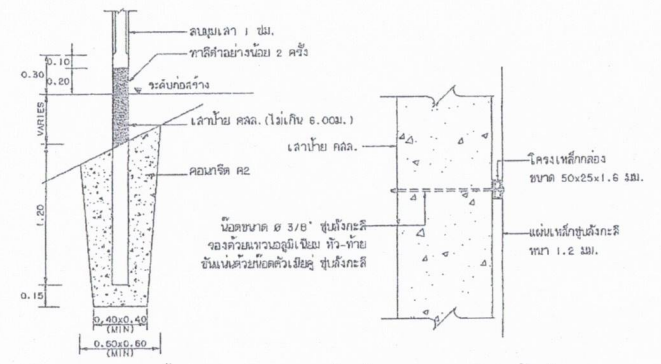 ลบมุมเสา 1 ซม.
ทาสีดำอย่างน้อย 2 ครั้ง
0.10
0.30
0.20
ระดับก่อสร้าง
VARIES
เสาป้าย คสล. (ไม่เกิน 6.00ม.)
เสาป้าย คสล.
โครงเหล็กกล่อง
ขนาด 50x25x1.6 มม.
คอนกรีต ค2
1.20
น๊อตขนาด ø 3/8" ชุบสังกะสี
รองด้วยแหวนอลูมิเนียม หัว-ท้าย
ขันแน่นด้วยน๊อตตัวเมียคู่ ชุบสังกะสี
แผ่นเหล็กชุบสังกะสี
หนา 1.2 มม.
0.15
0.40x0.40
(MIN)
0.60x0.60
(MIN)